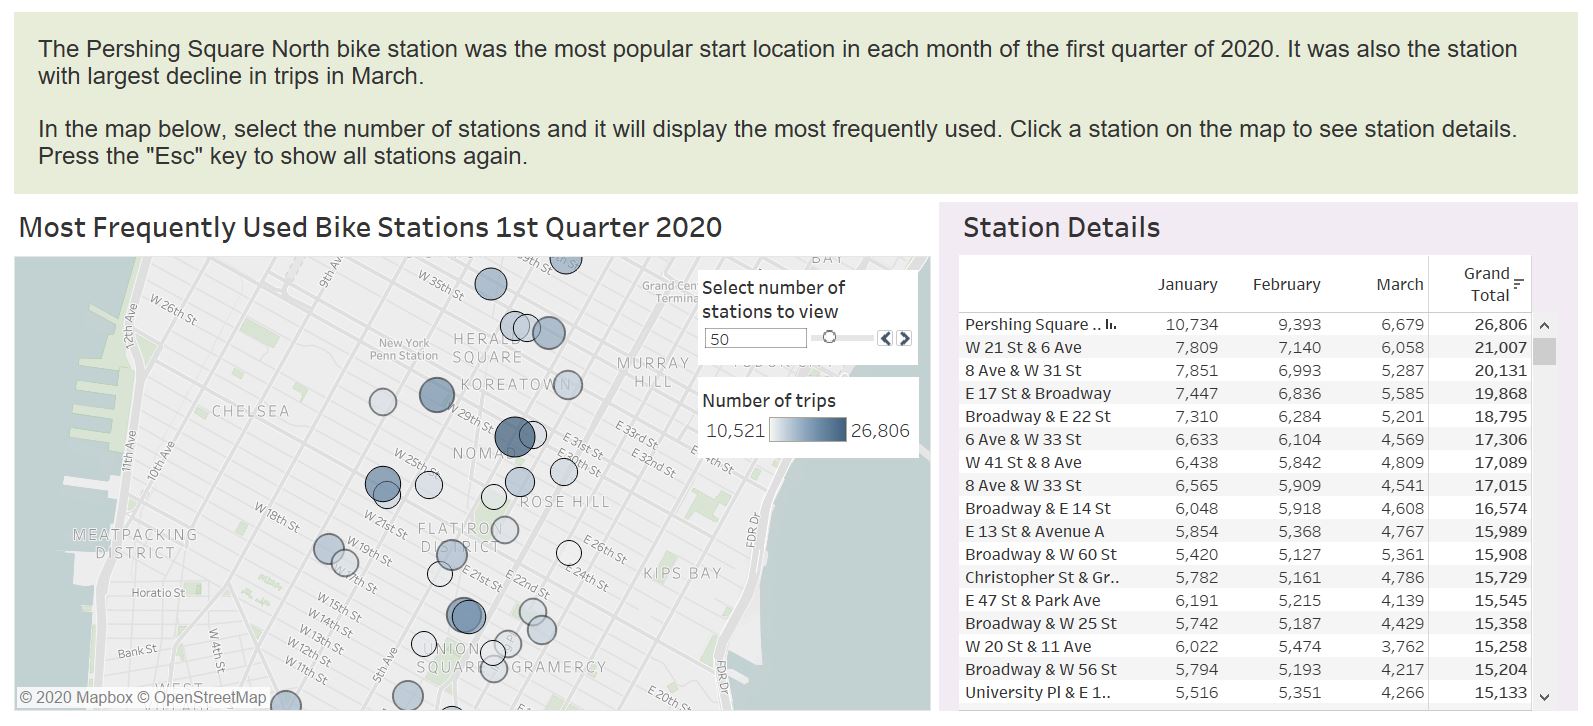 The Pershing Square North bike station was the most popular start location in each month of the first quarter of 2020. It was also the station
with largest decline in trips in March.
In the map below, select the number of stations and it will display the most frequently used. Click a station on the map to see station details.
Press the "Esc" key to show all stations again.
Most Frequently Used Bike Stations 1st Quarter 2020
BAY
9th Av
W 35th St
Grand Cen
Termina
W 26th St
12th Ave
New York
Penn Station
HERAL
SQUARE
MURRAY
HILL
KOREATOWN
CHELSEA
W 29th St
E 33rd St
E 31st St
E 30th St
E 32nd St
11th Ave
10th Ave
NOMAD
W 25th St
ROSE HILL
W 18th St
W 21st St
FLATIRON
DISTRICT
MEATPACKING
DISTRICT
W 19th St
E 26th St
E 24th St
FDR Dr
KIPS BAY
W 17th St
E 21st St
E 22nd St
Horatio St
W 15th St
W 14th St
W 13th St
W 12th St
W 11th St
W 4th St
Bank St
5th Ave
UNION
SQUARE
GRAMERCY
FDR Dr
E 20th St
WEST
© 2020 Mapbox © OpenStreetMap
Select number of
stations to view
50
Number of trips
10,521 26,806
Station Details
January February March Grand Total
Pershing Square .. 10,734 9,393 6,679 26,806
W 21 St & 6 Ave 7,809 7,140 6,058 21,007
8 Ave & W 31 St 7,851 6,993 5,287 20,131
E 17 St & Broadway 7,447 6,836 5,585 19,868
Broadway & E 22 St 7,310 6,284 5,201 18,795
6 Ave & W 33 St 6,633 6,104 4,569 17,306
W 41 St & 8 Ave 6,438 5,842 4,809 17,089
8 Ave & W 33 St 6,565 5,909 4,541 17,015
Broadway & E 14 St 6,048 5,918 4,608 16,574
E 13 St & Avenue A 5,854 5,368 4,767 15,989
Broadway & W 60 St 5,420 5,127 5,361 15,908
Christopher St & Gr.. 5,782 5,161 4,786 15,729
E 47 St & Park Ave 6,191 5,215 4,139 15,545
Broadway & W 25 St 5,742 5,187 4,429 15,358
W 20 St & 11 Ave 6,022 5,474 3,762 15,258
Broadway & W 56 St 5,794 5,193 4,217 15,204
University Pl & E 1.. 5,516 5,351 4,266 15,133